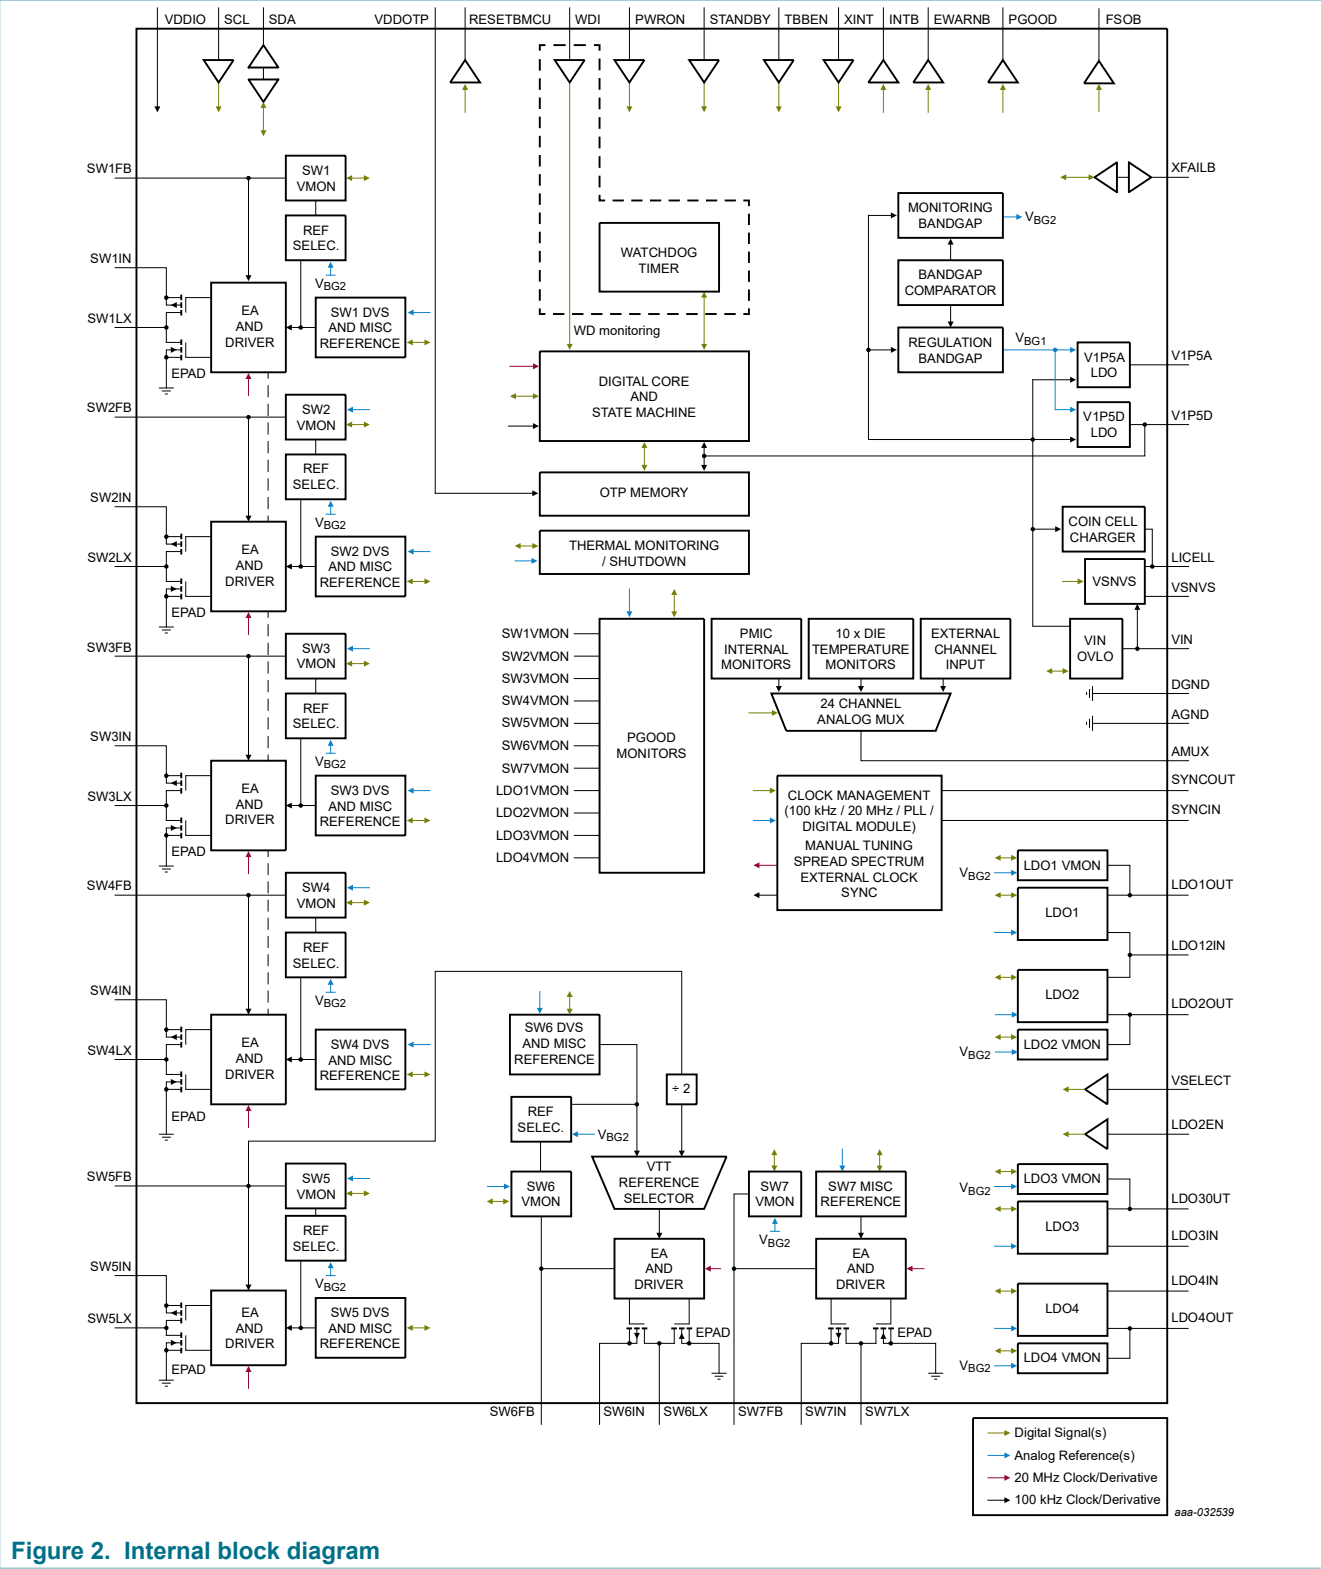 VDDIO SCL SDA VDDOTP RESETBMCU WDI PWRON STANDBY TBBEN XINT INTB EWARNB PGOOD FSOB
SW1FB
SW1
VMON
REF
SELEC.
VBG2
SW1IN
SW1LX
EA
AND
DRIVER
SW1 DVS
AND MISC
REFERENCE
EPAD
SW2FB
SW2
VMON
REF
SELEC.
VBG2
SW2IN
SW2LX
EA
AND
DRIVER
SW2 DVS
AND MISC
REFERENCE
EPAD
SW3FB
SW3
VMON
REF
SELEC.
VBG2
SW3IN
SW3LX
EA
AND
DRIVER
SW3 DVS
AND MISC
REFERENCE
EPAD
SW4FB
SW4
VMON
REF
SELEC.
VBG2
SW4IN
SW4LX
EA
AND
DRIVER
SW4 DVS
AND MISC
REFERENCE
EPAD
SW5FB
SW5
VMON
REF
SELEC.
VBG2
SW5IN
SW5LX
EA
AND
DRIVER
SW5 DVS
AND MISC
REFERENCE
EPAD
WATCHDOG
TIMER
WD monitoring
DIGITAL CORE
AND
STATE MACHINE
OTP MEMORY
THERMAL MONITORING
/ SHUTDOWN
SW1VMON
SW2VMON
SW3VMON
SW4VMON
SW5VMON
SW6VMON
SW7VMON
LDO1VMON
LDO2VMON
LDO3VMON
LDO4VMON
PGOOD
MONITORS
PMIC
INTERNAL
MONITORS
10 x DIE
TEMPERATURE
MONITORS
EXTERNAL
CHANNEL
INPUT
24 CHANNEL
ANALOG MUX
CLOCK MANAGEMENT
(100 kHz / 20 MHz / PLL /
DIGITAL MODULE)
MANUAL TUNING
SPREAD SPECTRUM
EXTERNAL CLOCK
SYNC
SW6 DVS
AND MISC
REFERENCE
÷ 2
REF
SELEC.
VBG2
SW6
VMON
VTT
REFERENCE
SELECTOR
EA
AND
DRIVER
EPAD
SW7
VMON
VBG2
SW7 MISC
REFERENCE
EA
AND
DRIVER
EPAD
SW6FB SW6IN SW6LX SW7FB SW7IN SW7LX
XFAILB
MONITORING
BANDGAP
VBG2
BANDGAP
COMPARATOR
REGULATION
BANDGAP
VBG1
V1P5A
LDO
V1P5A
V1P5D
LDO
V1P5D
COIN CELL
CHARGER
LICELL
VSNVS
VSNVS
VIN
OVLO
VIN
DGND
AGND
AMUX
SYNCOUT
SYNCIN
LDO1 VMON
VBG2
LDO1OUT
LDO1
LDO12IN
LDO2
LDO2OUT
LDO2 VMON
VBG2
VSELECT
LDO2EN
LDO3 VMON
VBG2
LDO30UT
LDO3
LDO3IN
LDO4IN
LDO4
LDO4OUT
LDO4 VMON
VBG2
Digital Signal(s)
Analog Reference(s)
20 MHz Clock/Derivative
100 kHz Clock/Derivative
aaa-032539
Figure 2. Internal block diagram